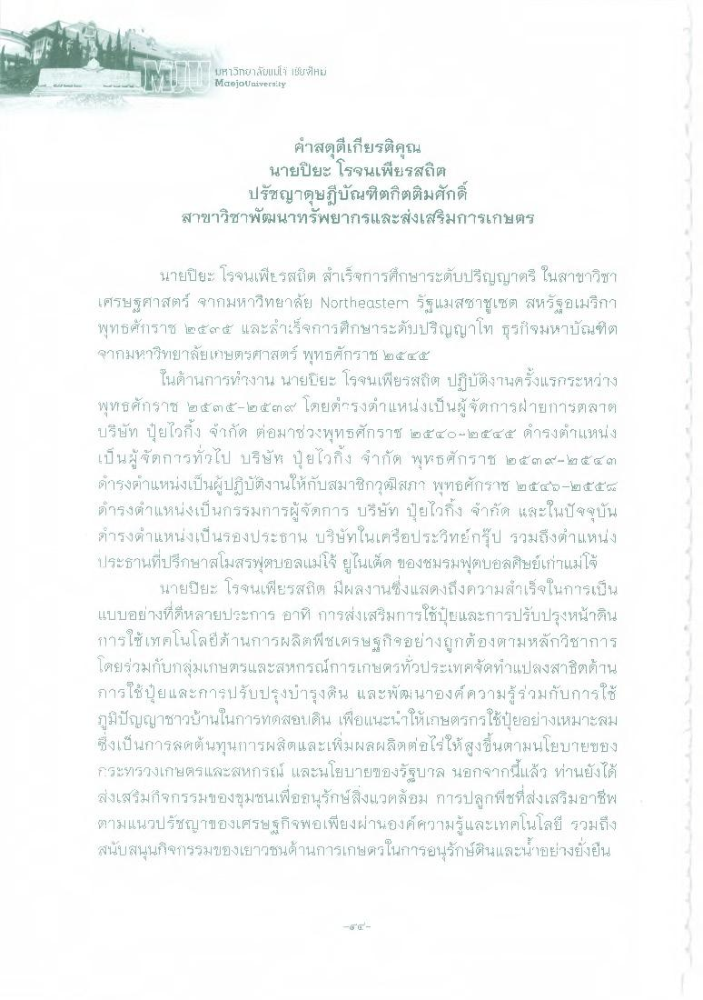 MJU
มหาวิทยาลัยแม่โจ้ เชียงใหม่
MaejoUniversity
คำสดุดีเกียรติคุณ
นายปิยะ โรจนเพียรสถิต
ปรัชญาดุษฎีบัณฑิตกิตติมศักดิ์
สาขาวิชาพัฒนาทรัพยากรและส่งเสริมการเกษตร
นายปิยะ โรจนเพียรสถิต สำเร็จการศึกษาระดับปริญญาตรี ในสาขาวิชา
เศรษฐศาสตร์ จากมหาวิทยาลัย Northeastern รัฐแมสซาชูเซต สหรัฐอเมริกา
พุทธศักราช ๒๕๓๕ และสำเร็จการศึกษาระดับปริญญาโท ธุรกิจมหาบัณฑิต
จากมหาวิทยาลัยเกษตรศาสตร์ พุทธศักราช ๒๕๔๕
ในด้านการทำงาน นายปิยะ โรจนเพียรสถิต ปฏิบัติงานครั้งแรกระหว่าง
พุทธศักราช ๒๕๓๕-๒๕๓๙ โดยดำรงตำแหน่งเป็นผู้จัดการฝ่ายการตลาด
บริษัท ปุ๋ยไวกิ้ง จำกัด ต่อมาช่วงพุทธศักราช ๒๕๔๐-๒๕๔๕ ดำรงตำแหน่ง
เป็นผู้จัดการทั่วไป บริษัท ปุ๋ยไวกิ้ง จำกัด พุทธศักราช ๒๕๓๙-๒๕๔๓
ดำรงตำแหน่งเป็นผู้ปฏิบัติงานให้กับสมาชิกวุฒิสภา พุทธศักราช ๒๕๔๖-๒๕๕๘
ดำรงตำแหน่งเป็นกรรมการผู้จัดการ บริษัท ปุ๋ยไวกิ้ง จำกัด และในปัจจุบัน
ดำรงตำแหน่งเป็นรองประธาน บริษัทในเครือประวิทย์กรุ๊ป รวมถึงตำแหน่ง
ประธานที่ปรึกษาสโมสรฟุตบอลแม่โจ้ ยูไนเต็ด ของชมรมฟุตบอลศิษย์เก่าแม่โจ้
นายปิยะ โรจนเพียรสถิต มีผลงานซึ่งแสดงถึงความสำเร็จในการเป็น
แบบอย่างที่ดีหลายประการ อาทิ การส่งเสริมการใช้ปุ๋ยและการปรับปรุงหน้าดิน
การใช้เทคโนโลยีด้านการผลิตพืชเศรษฐกิจอย่างถูกต้องตามหลักวิชาการ
โดยร่วมกับกลุ่มเกษตรและสหกรณ์การเกษตรทั่วประเทศจัดทำแปลงสาธิตด้าน
การใช้ปุ๋ยและการปรับปรุงบำรุงดิน และพัฒนาองค์ความรู้ร่วมกับการใช้
ภูมิปัญญาชาวบ้านในการทดสอบดิน เพื่อแนะนำให้เกษตรกรใช้ปุ๋ยอย่างเหมาะสม
ซึ่งเป็นการลดต้นทุนการผลิตและเพิ่มผลผลิตต่อไร่ให้สูงขึ้นตามนโยบายของ
กระทรวงเกษตรและสหกรณ์ และนโยบายของรัฐบาล นอกจากนี้แล้ว ท่านยังได้
ส่งเสริมกิจกรรมของชุมชนเพื่ออนุรักษ์สิ่งแวดล้อม การปลูกพืชที่ส่งเสริมอาชีพ
ตามแนวปรัชญาของเศรษฐกิจพอเพียงผ่านองค์ความรู้และเทคโนโลยี รวมถึง
สนับสนุนกิจกรรมของเยาวชนด้านการเกษตรในการอนุรักษ์ดินและน้ำอย่างยั่งยืน
-๙๔-